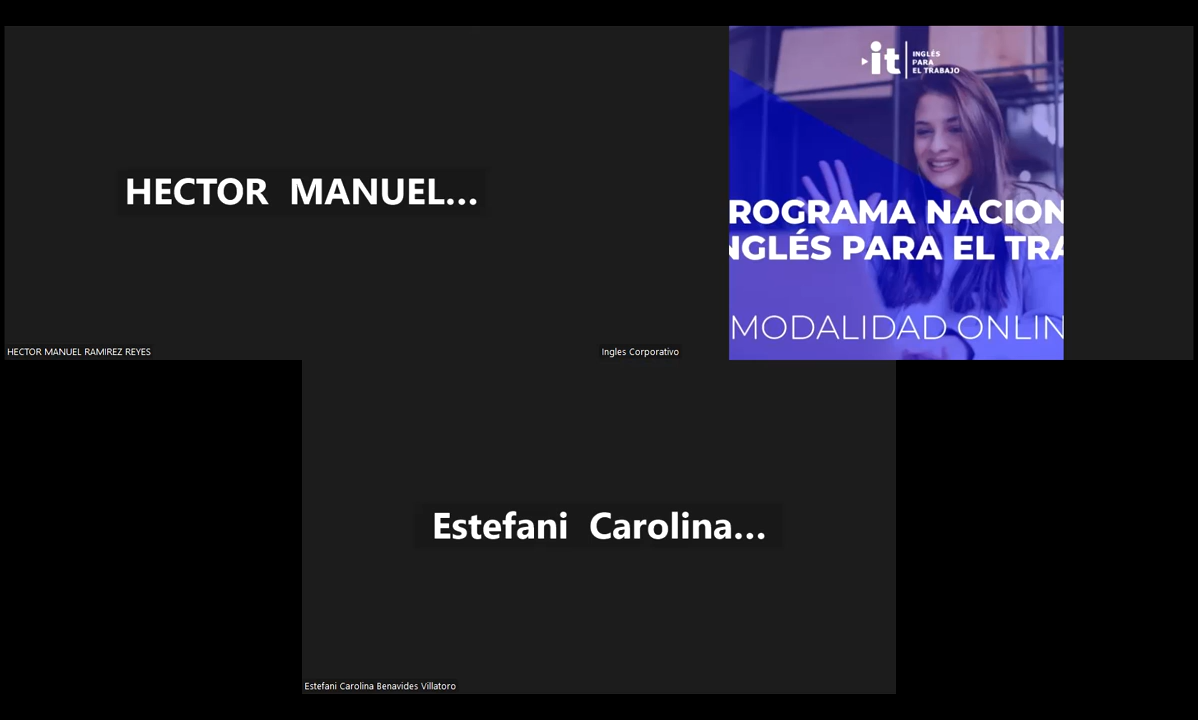 it
INGLÉS
PARA
EL TRABAJO
HECTOR MANUEL...
ROGRAMA NACION
NGLÉS PARA EL TRA
MODALIDAD ONLIN
HECTOR MANUEL RAMIREZ REYES
Ingles Corporativo
Estefani Carolina...
Estefani Carolina Benavides Villatoro